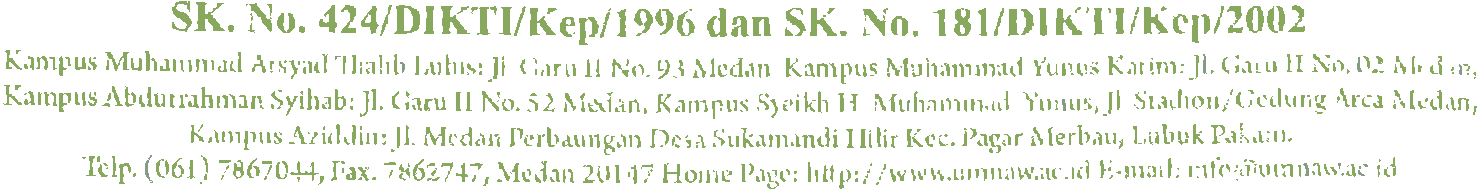 SK. No. 424/DIKTI/Kep/1996 dan SK. No. 181/DIKTI/Kep/2002
Kampus Muhammad Arsyad Thalib Lubis: Jl. Garu II No. 93 Medan Kampus Muhammad Yunus Karim: Jl. Garu II No. 02 Medan,
Kampus Abdurrahman Syihab: Jl. Garu II No. 52 Medan, Kampus Syeikh H Muhammad Yunus, Jl Stadion/Gedung Arca Medan,
Kampus Aziddin: Jl. Medan Perbaungan Desa Sukamandi Hilir Kec. Pagar Merbau, Lubuk Pakam.
Telp. (061) 7867044, Fax. 7862747, Medan 20147 Home Page: http://www.umnaw.ac.id E-mail: info@umnaw.ac.id